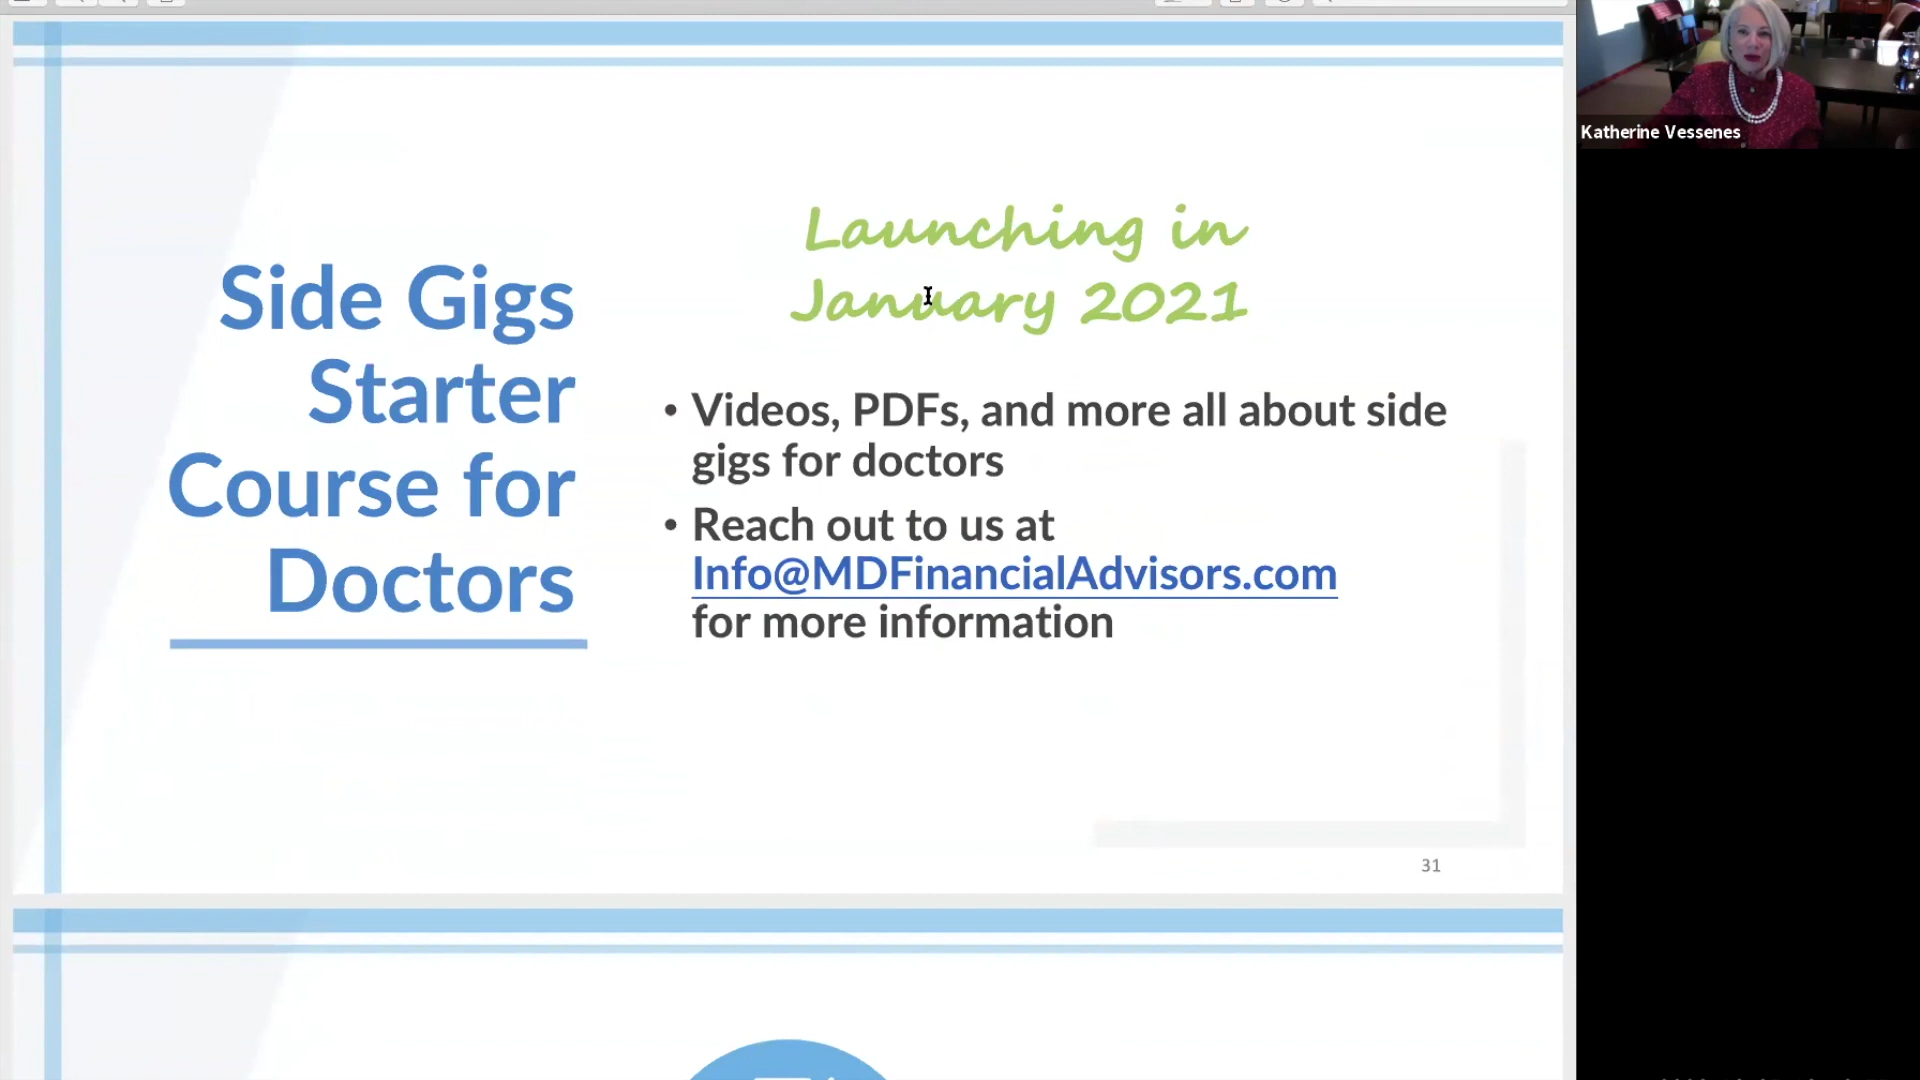 Side Gigs
Starter
Course for
Doctors
Launching in
January 2021
• Videos, PDFs, and more all about side
gigs for doctors
• Reach out to us at
Info@MDFinancialAdvisors.com
for more information
31
Katherine Vessenes